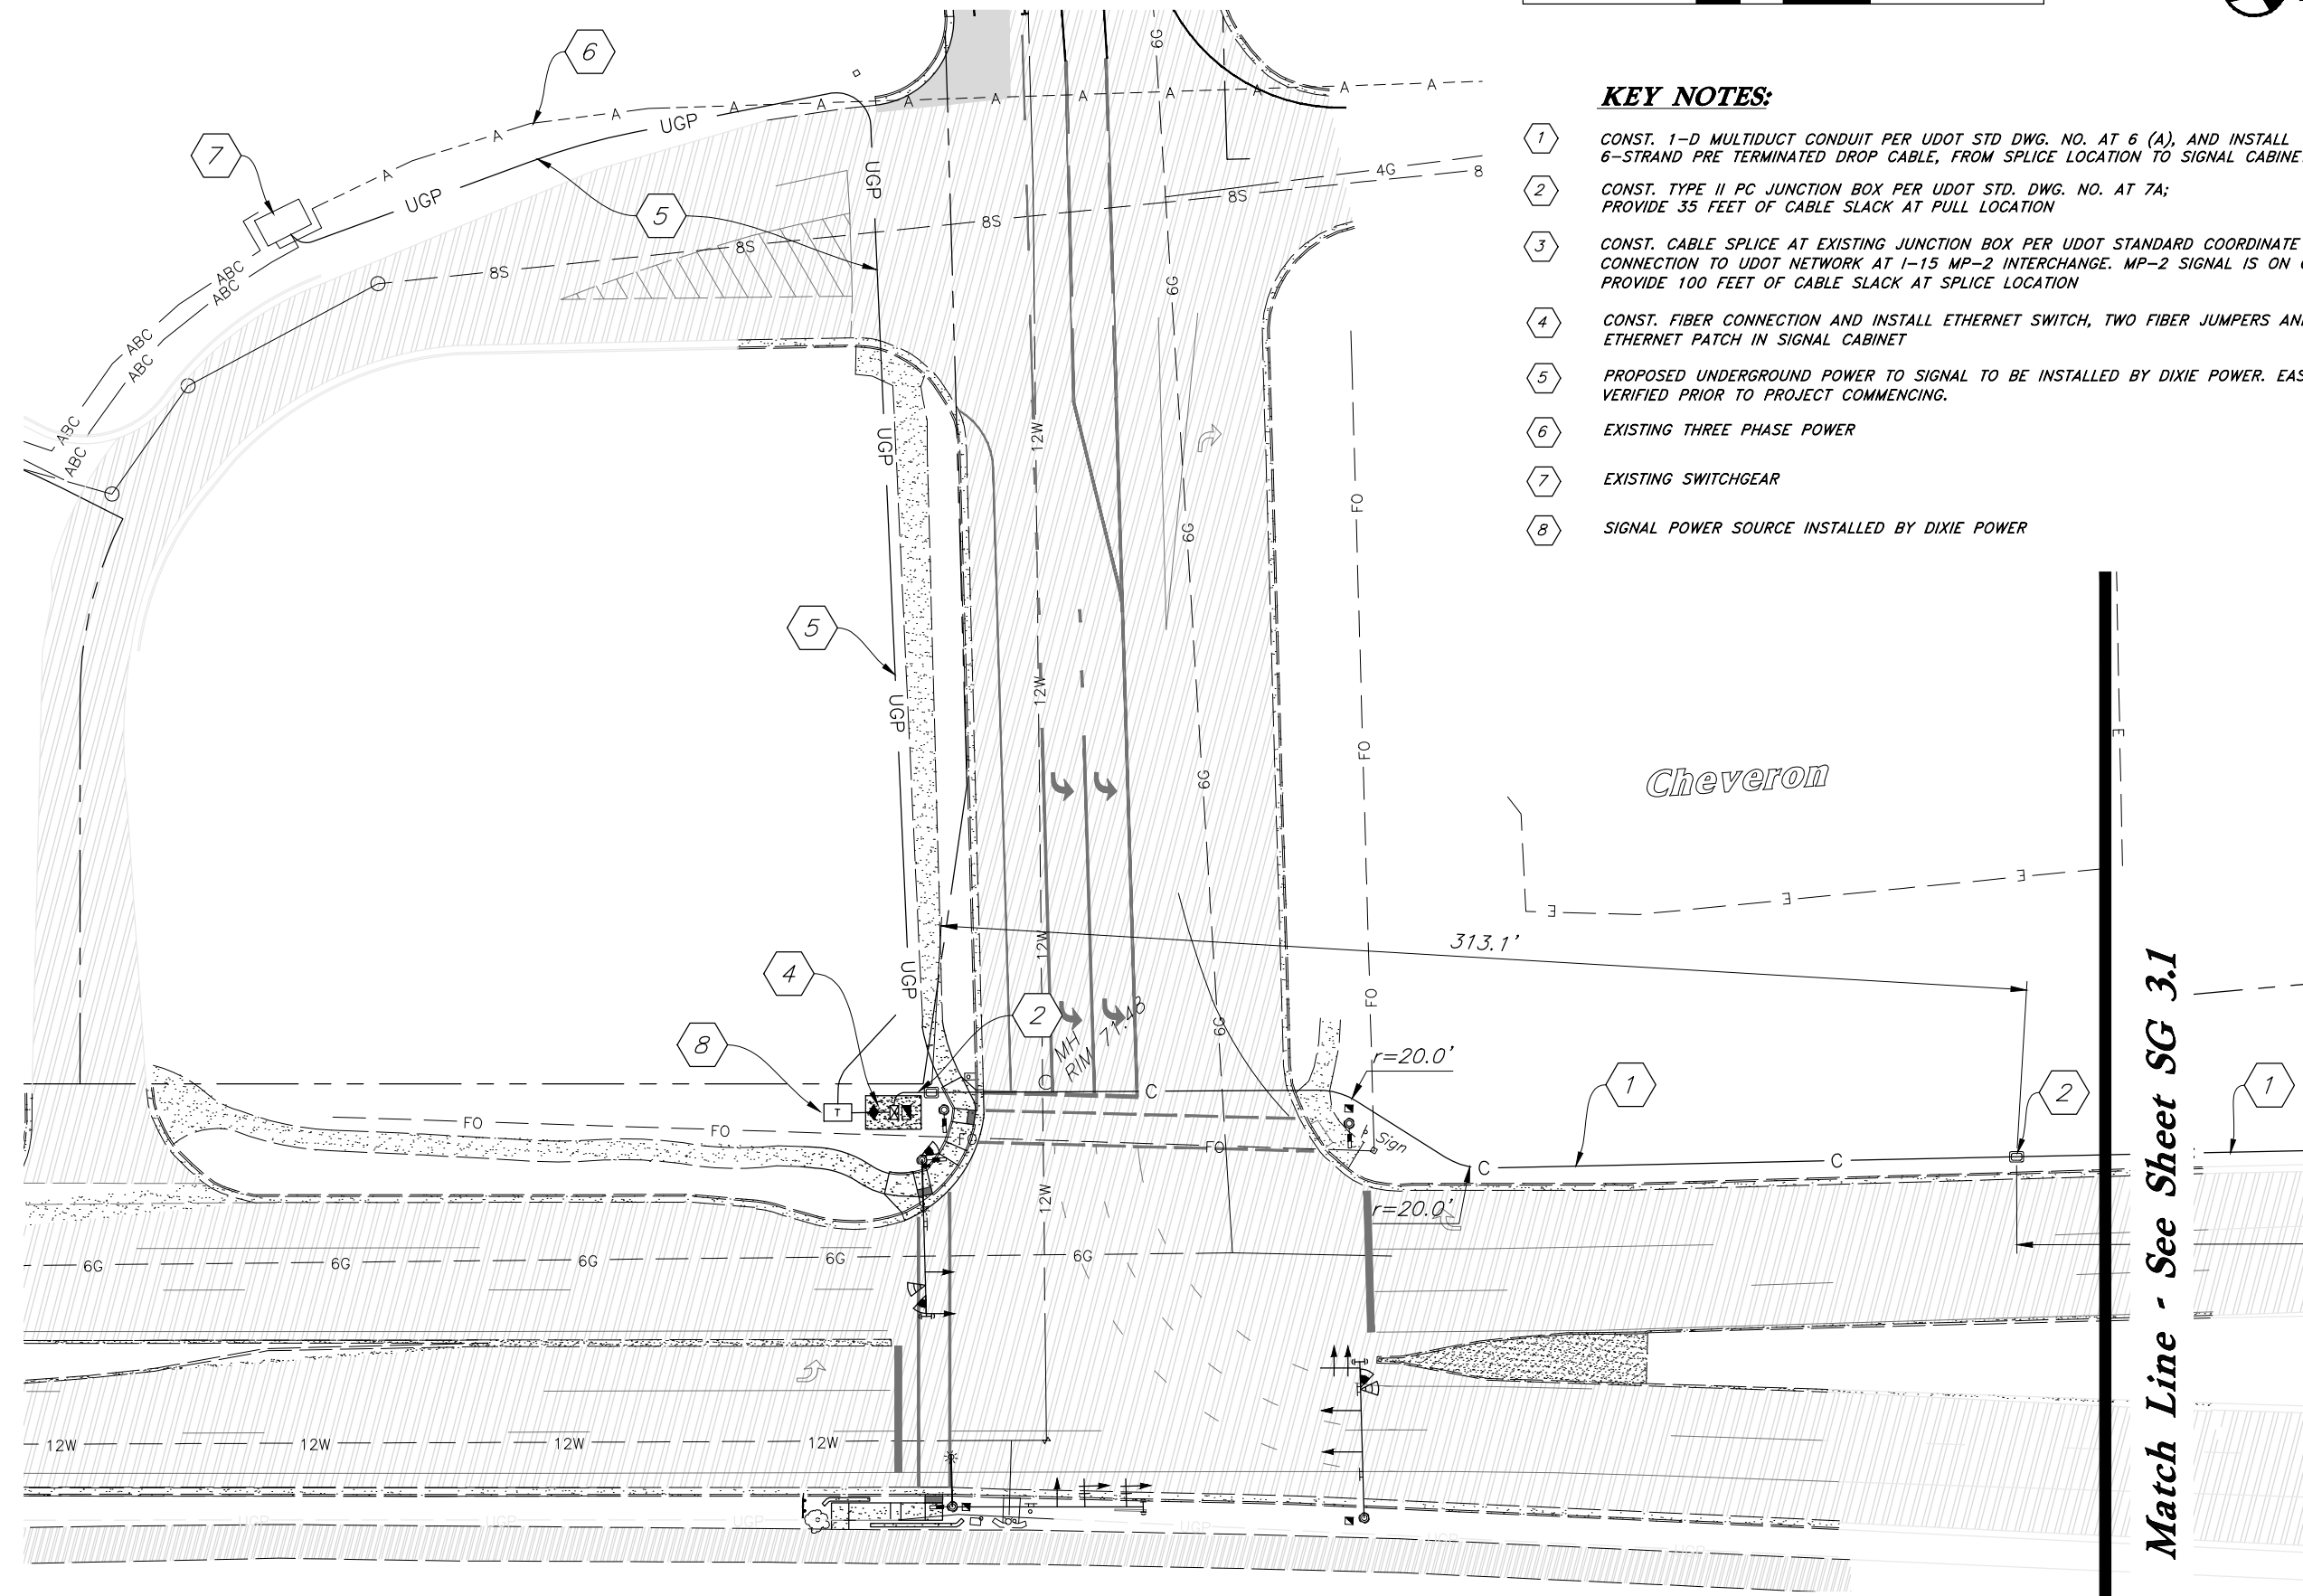 KEY NOTES:
1 CONST. 1-D MULTIDUCT CONDUIT PER UDOT STD DWG. NO. AT 6 (A), AND INSTALL
6-STRAND PRE TERMINATED DROP CABLE, FROM SPLICE LOCATION TO SIGNAL
2 CONST. TYPE II PC JUNCTION BOX PER UDOT STD. DWG. NO. AT 7A;
PROVIDE 35 FEET OF CABLE SLACK AT PULL LOCATION
3 CONST. CABLE SPLICE AT EXISTING JUNCTION BOX PER UDOT STANDARD COORDINATE
CONNECTION TO UDOT NETWORK AT I-15 MP-2 INTERCHANGE. MP-2 SIGNAL IS ON
PROVIDE 100 FEET OF CABLE SLACK AT SPLICE LOCATION
4 CONST. FIBER CONNECTION AND INSTALL ETHERNET SWITCH, TWO FIBER JUMPERS
ETHERNET PATCH IN SIGNAL CABINET
5 PROPOSED UNDERGROUND POWER TO SIGNAL TO BE INSTALLED BY DIXIE POWER.
VERIFIED PRIOR TO PROJECT COMMENCING.
6 EXISTING THREE PHASE POWER
7 EXISTING SWITCHGEAR
8 SIGNAL POWER SOURCE INSTALLED BY DIXIE POWER
6
7
5
A A A A A A A A A A A
UGP
UGP
UGP
6G
4G
8
8S
8S
8S
8S
6G
ABC
ABC
ABC
ABC
ABC
ABC
12W
UGP
6G
FO
5
12W
UGP
FO
6G
E
Cheveron
E E E
313.1'
12W
UGP
4
2
8
MH
RIM 71.48
6G
FO
r=20.0'
1
2
1
T
C
C
C
FO
FO
FO
Sign
r=20.0'
12W
6G 6G 6G 6G 6G
12W 12W 12W 12W
UGP UGP UGP UGP UGP UGP
Match Line - See Sheet SG 3.1